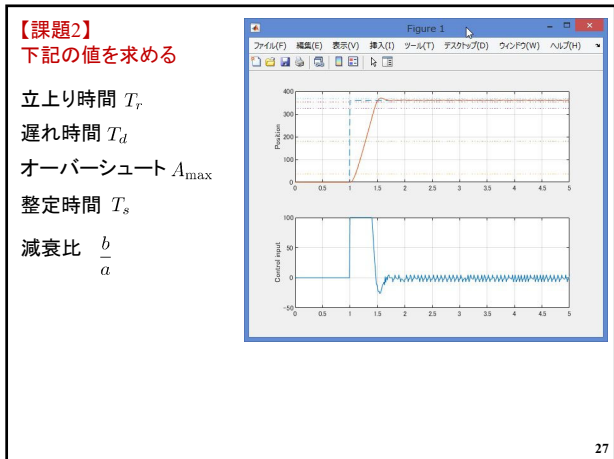 【課題2】
下記の値を求める
立上り時間 T_r
遅れ時間 T_d
オーバーシュート A_max
整定時間 T_s
減衰比 b/a
Figure 1
ファイル(F) 編集(E) 表示(V) 挿入(I) ツール(T) デスクトップ(D) ウィンドウ(W) ヘルプ(H)
Position
400
300
200
100
0
0 0.5 1 1.5 2 2.5 3 3.5 4 4.5 5
Control input
100
50
0
-50
0 0.5 1 1.5 2 2.5 3 3.5 4 4.5 5
27